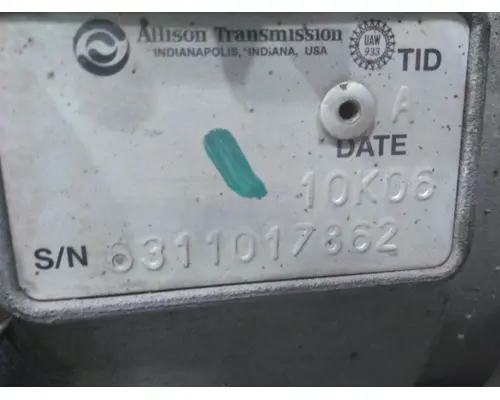 Allison Transmission
INDIANAPOLIS, INDIANA, USA
UAW
933
TID
A
DATE
10K06
S/N 6311017862